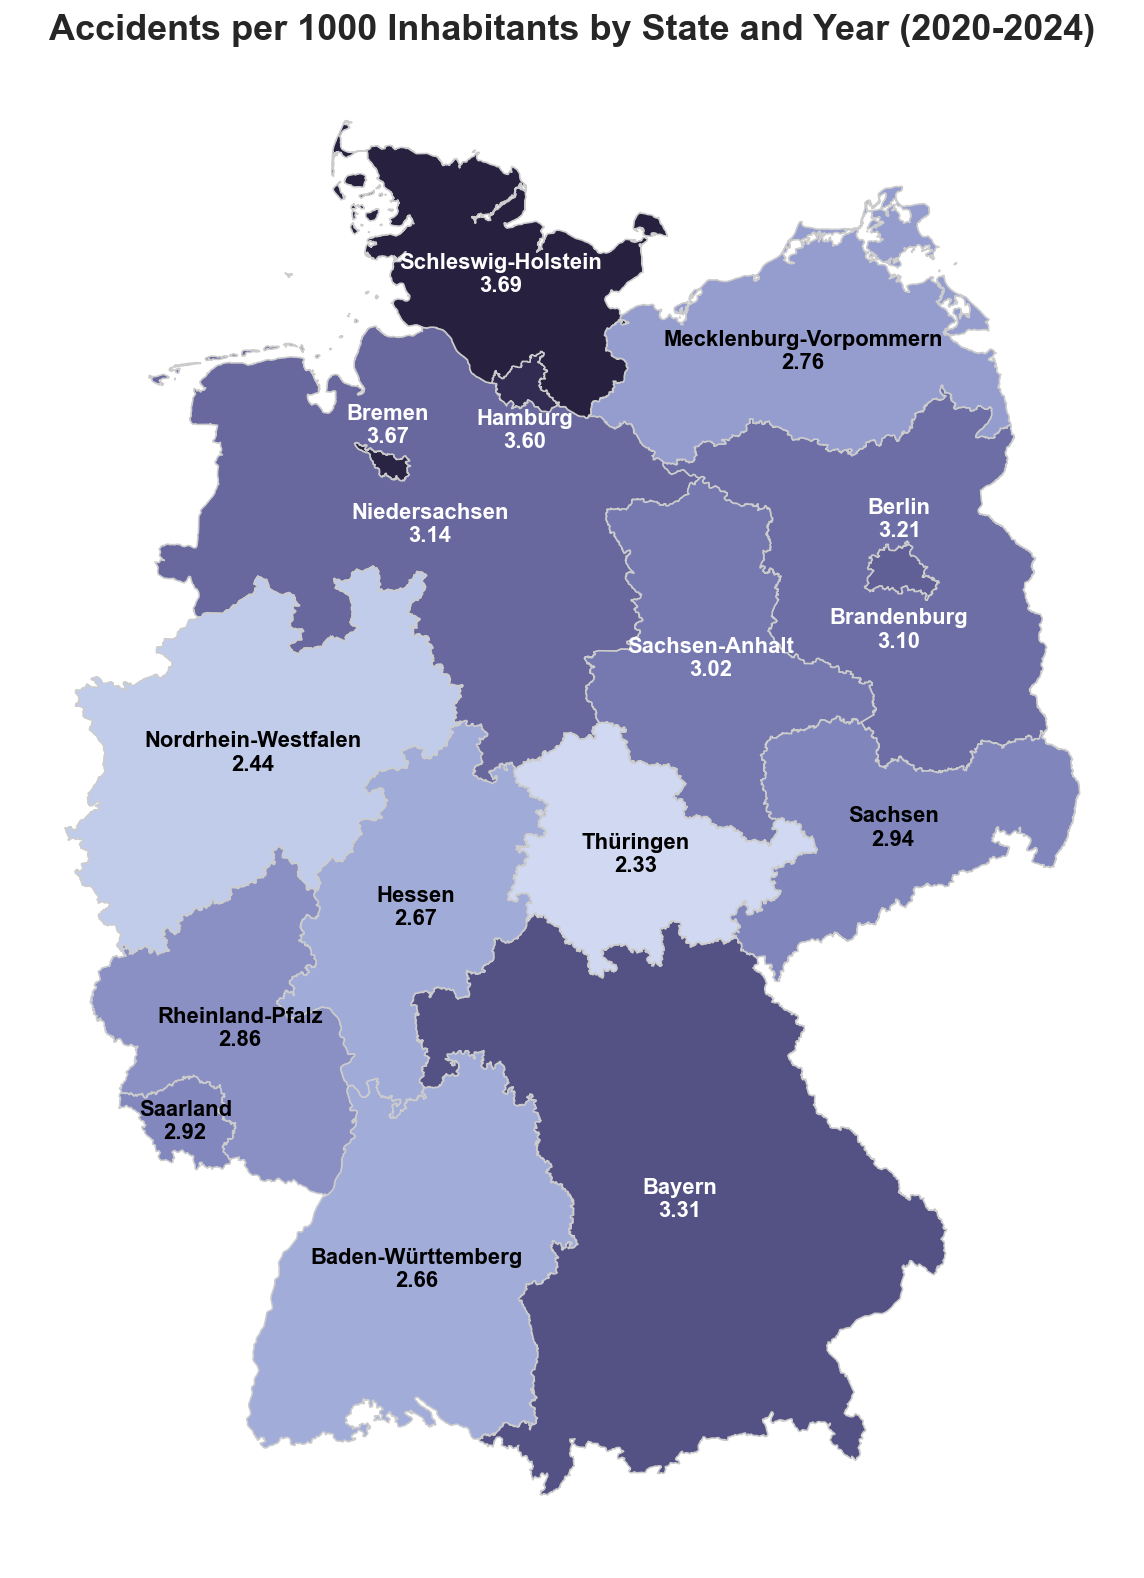 Accidents per 1000 Inhabitants by State and Year (2020-2024)
Schleswig-Holstein
3.69
Mecklenburg-Vorpommern
2.76
Bremen
3.67
Hamburg
3.60
Niedersachsen
3.14
Berlin
3.21
Brandenburg
3.10
Sachsen-Anhalt
3.02
Nordrhein-Westfalen
2.44
Sachsen
2.94
Thüringen
2.33
Hessen
2.67
Rheinland-Pfalz
2.86
Saarland
2.92
Bayern
3.31
Baden-Württemberg
2.66